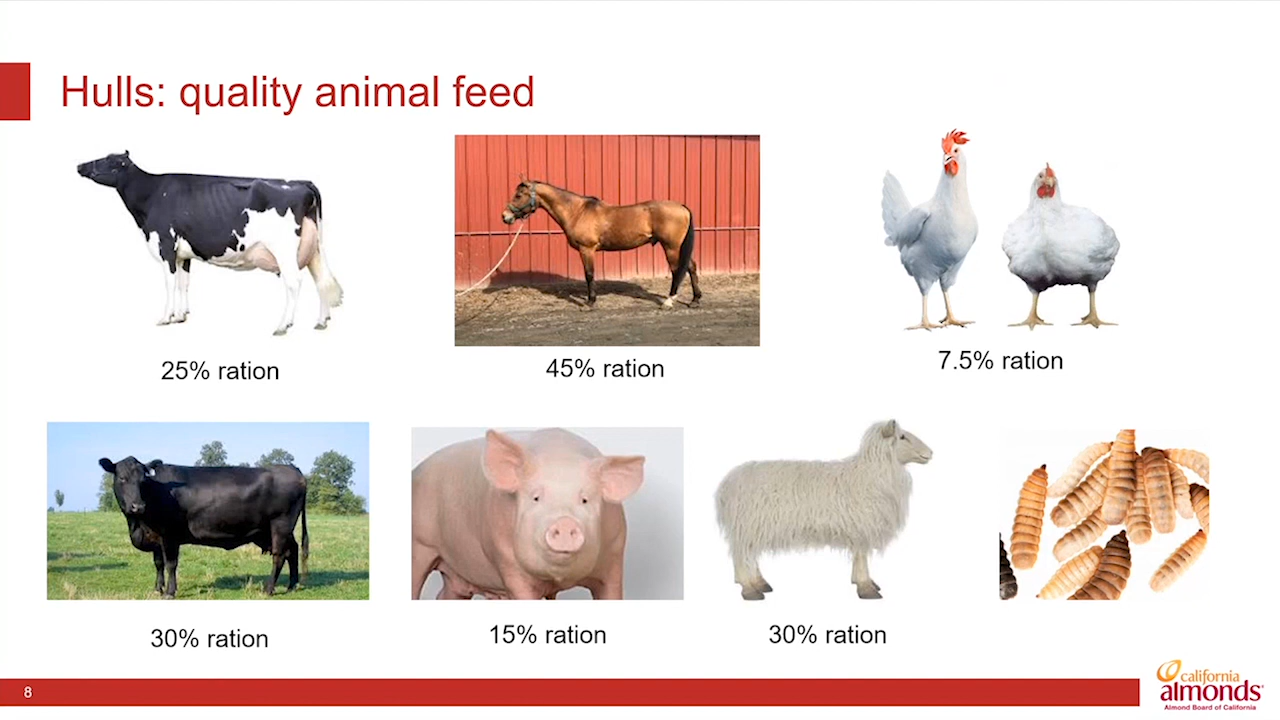 Hulls: quality animal feed
25% ration
45% ration
7.5% ration
30% ration
15% ration
30% ration
8
california
almonds®
Almond Board of California